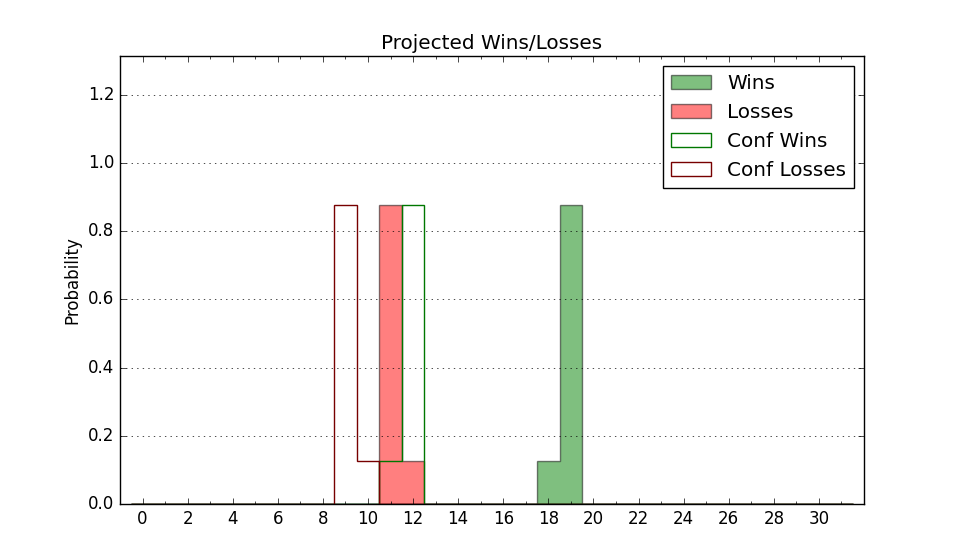 Projected Wins/Losses
Wins
Losses
Conf Wins
Conf Losses
Probability
1.2
1.0
0.8
0.6
0.4
0.2
0.0
0 2 4 6 8 10 12 14 16 18 20 22 24 26 28 30